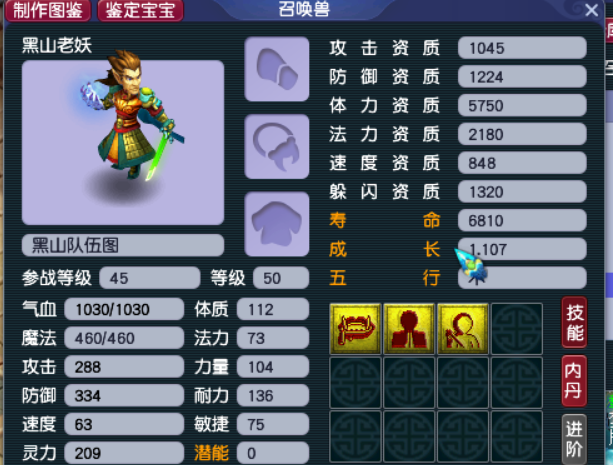 制作图鉴 鉴定宝宝 召唤兽
黑山老妖
攻击资质 1045
防御资质 1224
体力资质 5750
法力资质 2180
速度资质 848
躲闪资质 1320
寿命 6810
成长 1.107
五行
黑山队伍图
参战等级 45 等级 50
气血 1030/1030 体质 112
魔法 460/460 法力 73
攻击 288 力量 104
防御 334 耐力 136
速度 63 敏捷 75
灵力 209 潜能 0
技能
内丹
进阶